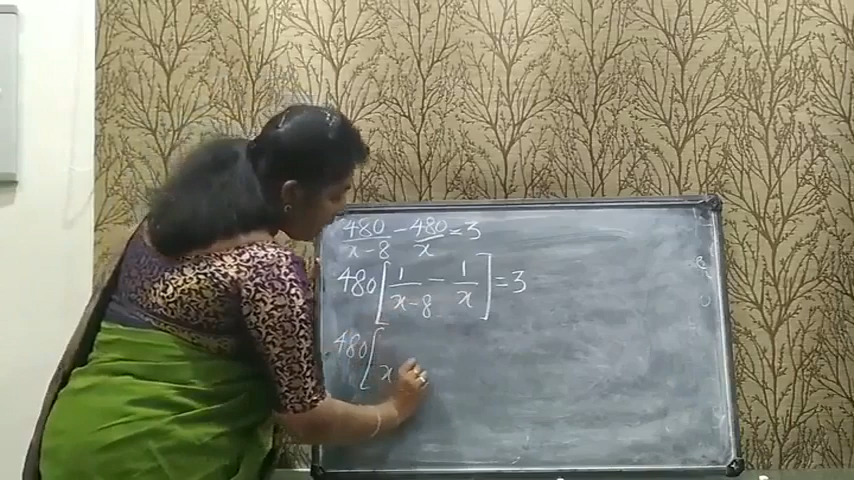 480/(x-8) - 480/x = 3
480[1/(x-8) - 1/x] = 3
480[ x